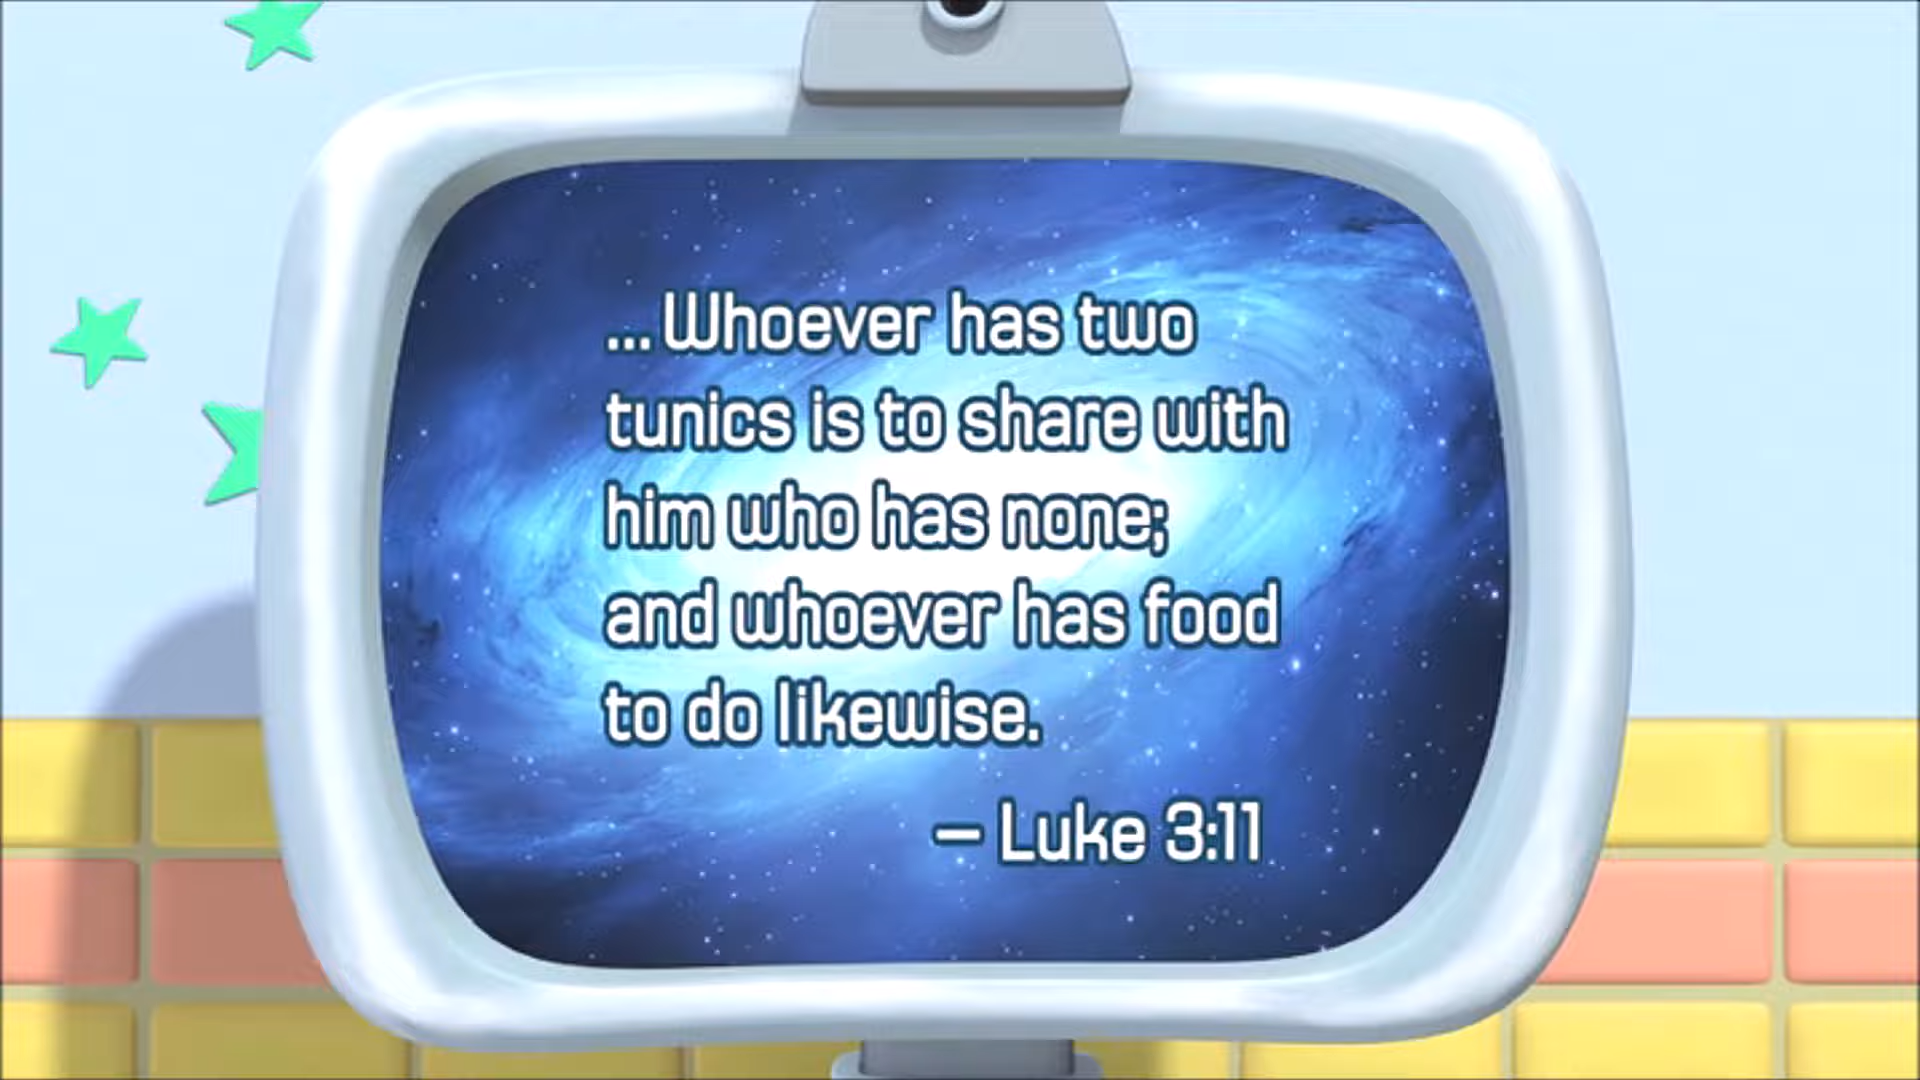 ... Whoever has two
tunics is to share with
him who has none;
and whoever has food
to do likewise.
– Luke 3:11